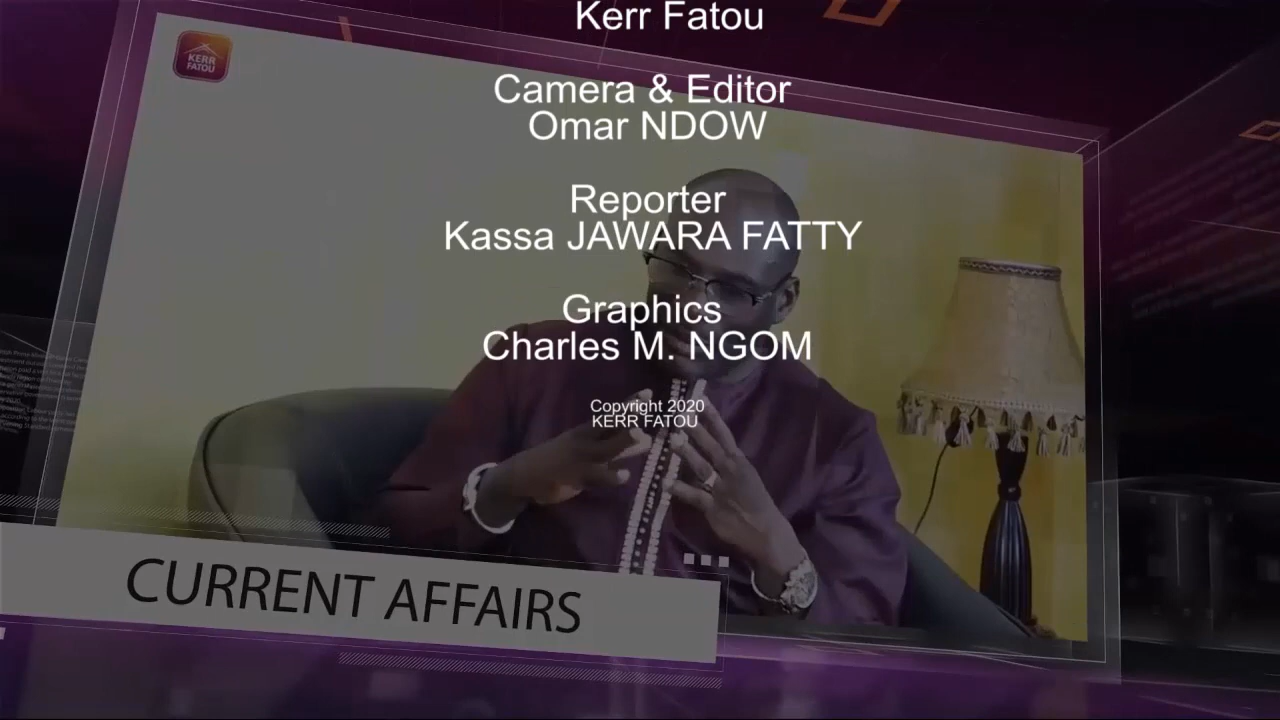 Kerr Fatou
KERR
FATOU
Camera & Editor
Omar NDOW
Reporter
Kassa JAWARA FATTY
Graphics
Charles M. NGOM
Copyright 2020
KERR FATOU
CURRENT AFFAIRS